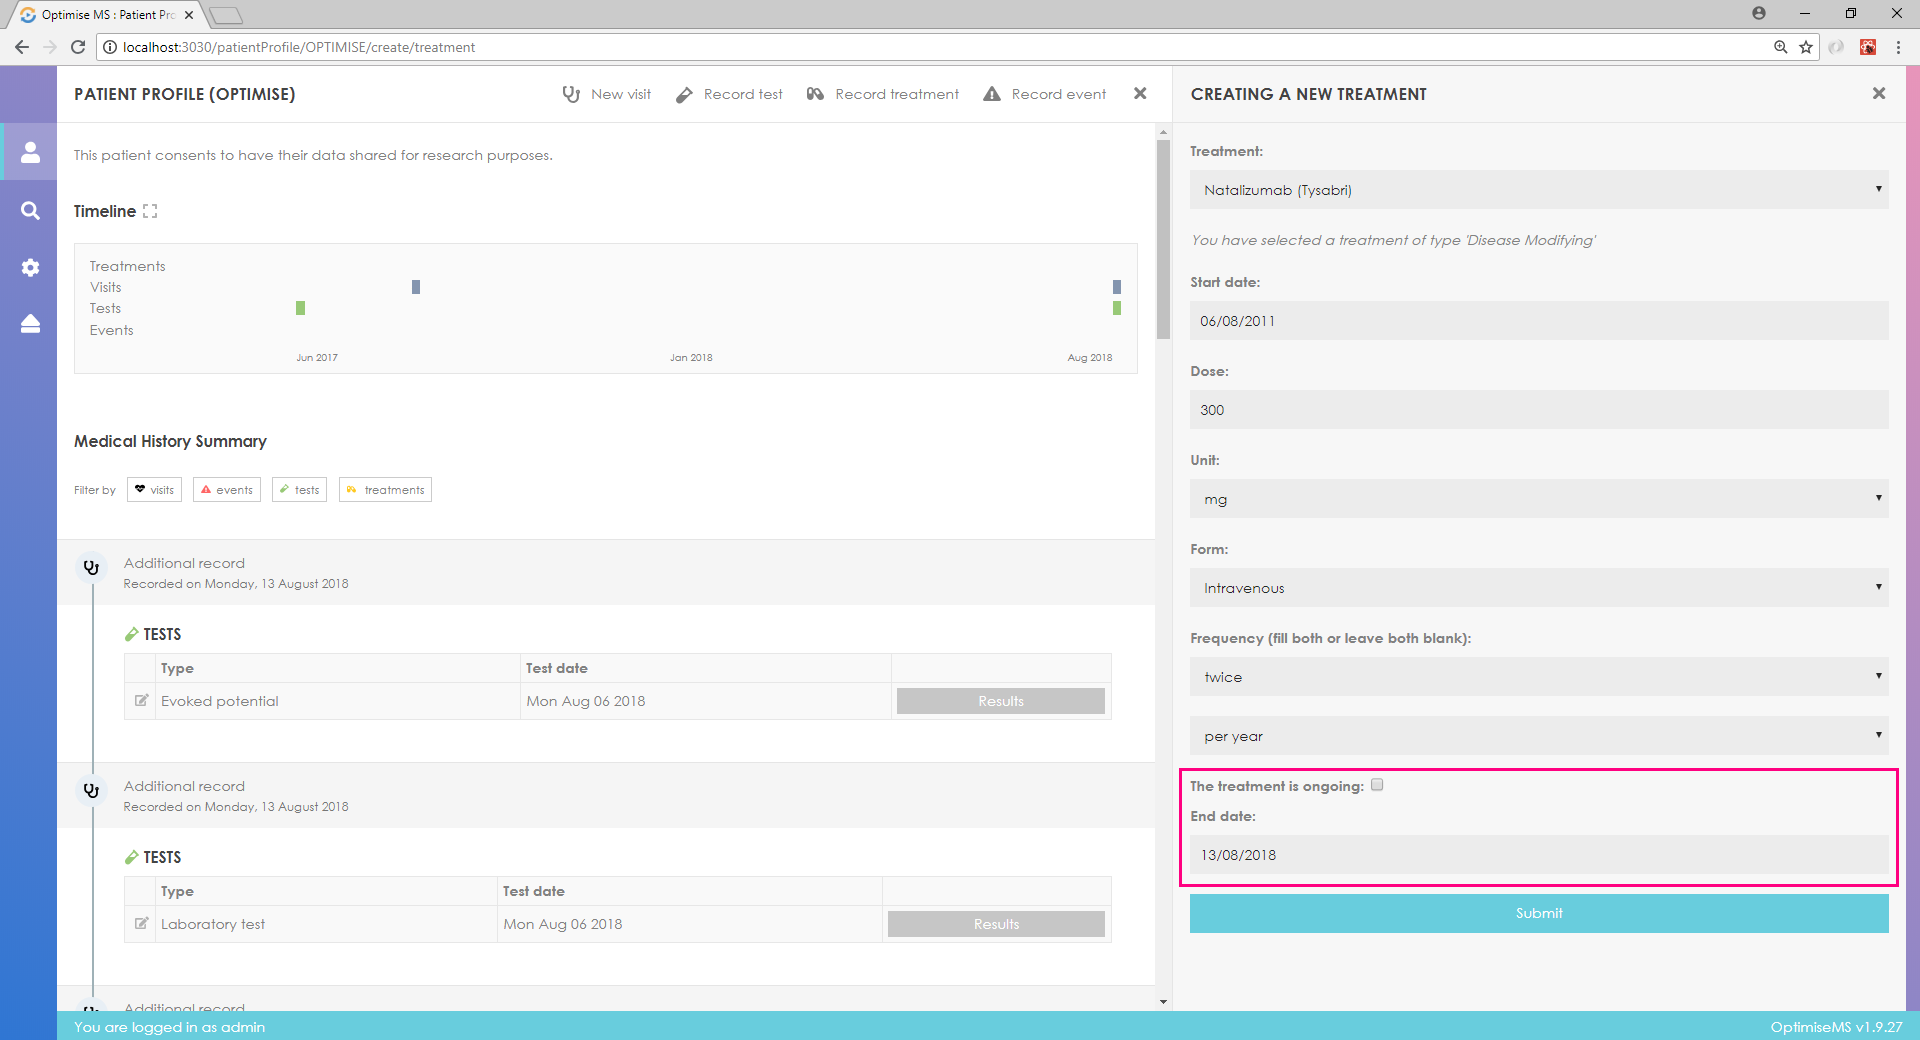 Optimise MS : Patient Pro
localhost:3030/patientProfile/OPTIMISE/create/treatment
PATIENT PROFILE (OPTIMISE)
New visit
Record test
Record treatment
Record event
This patient consents to have their data shared for research purposes.
Timeline
Treatments
Visits
Tests
Events
Jun 2017
Jan 2018
Aug 2018
Medical History Summary
Filter by visits events tests treatments
Additional record
Recorded on Monday, 13 August 2018
TESTS
Type Test date
Evoked potential Mon Aug 06 2018 Results
Additional record
Recorded on Monday, 13 August 2018
TESTS
Type Test date
Laboratory test Mon Aug 06 2018 Results
Additional record
CREATING A NEW TREATMENT
Treatment:
Natalizumab (Tysabri)
You have selected a treatment of type 'Disease Modifying'
Start date:
06/08/2011
Dose:
300
Unit:
mg
Form:
Intravenous
Frequency (fill both or leave both blank):
twice
per year
The treatment is ongoing:
End date:
13/08/2018
Submit
You are logged in as admin
OptimiseMS v1.9.27